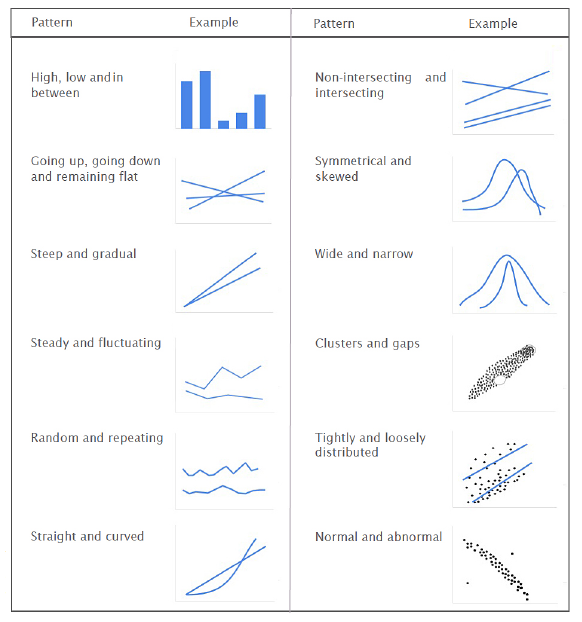 Pattern Example Pattern Example
High, low and in
between
Non-intersecting and
intersecting
Going up, going down
and remaining flat
Symmetrical and
skewed
Steep and gradual
Wide and narrow
Steady and fluctuating
Clusters and gaps
Random and repeating
Tightly and loosely
distributed
Straight and curved
Normal and abnormal